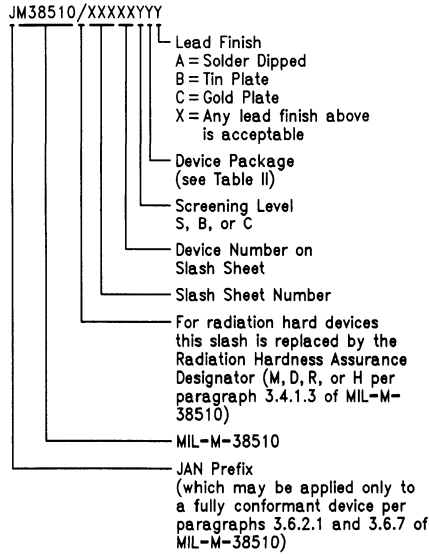 JM38510/XXXXXYYY
Lead Finish
A = Solder Dipped
B = Tin Plate
C = Gold Plate
X = Any lead finish above
is acceptable
Device Package
(see Table II)
Screening Level
S, B, or C
Device Number on
Slash Sheet
Slash Sheet Number
For radiation hard devices
this slash is replaced by the
Radiation Hardness Assurance
Designator (M, D, R, or H per
paragraph 3.4.1.3 of MIL-M-
38510)
MIL-M-38510
JAN Prefix
(which may be applied only to
a fully conformant device per
paragraphs 3.6.2.1 and 3.6.7 of
MIL-M-38510)